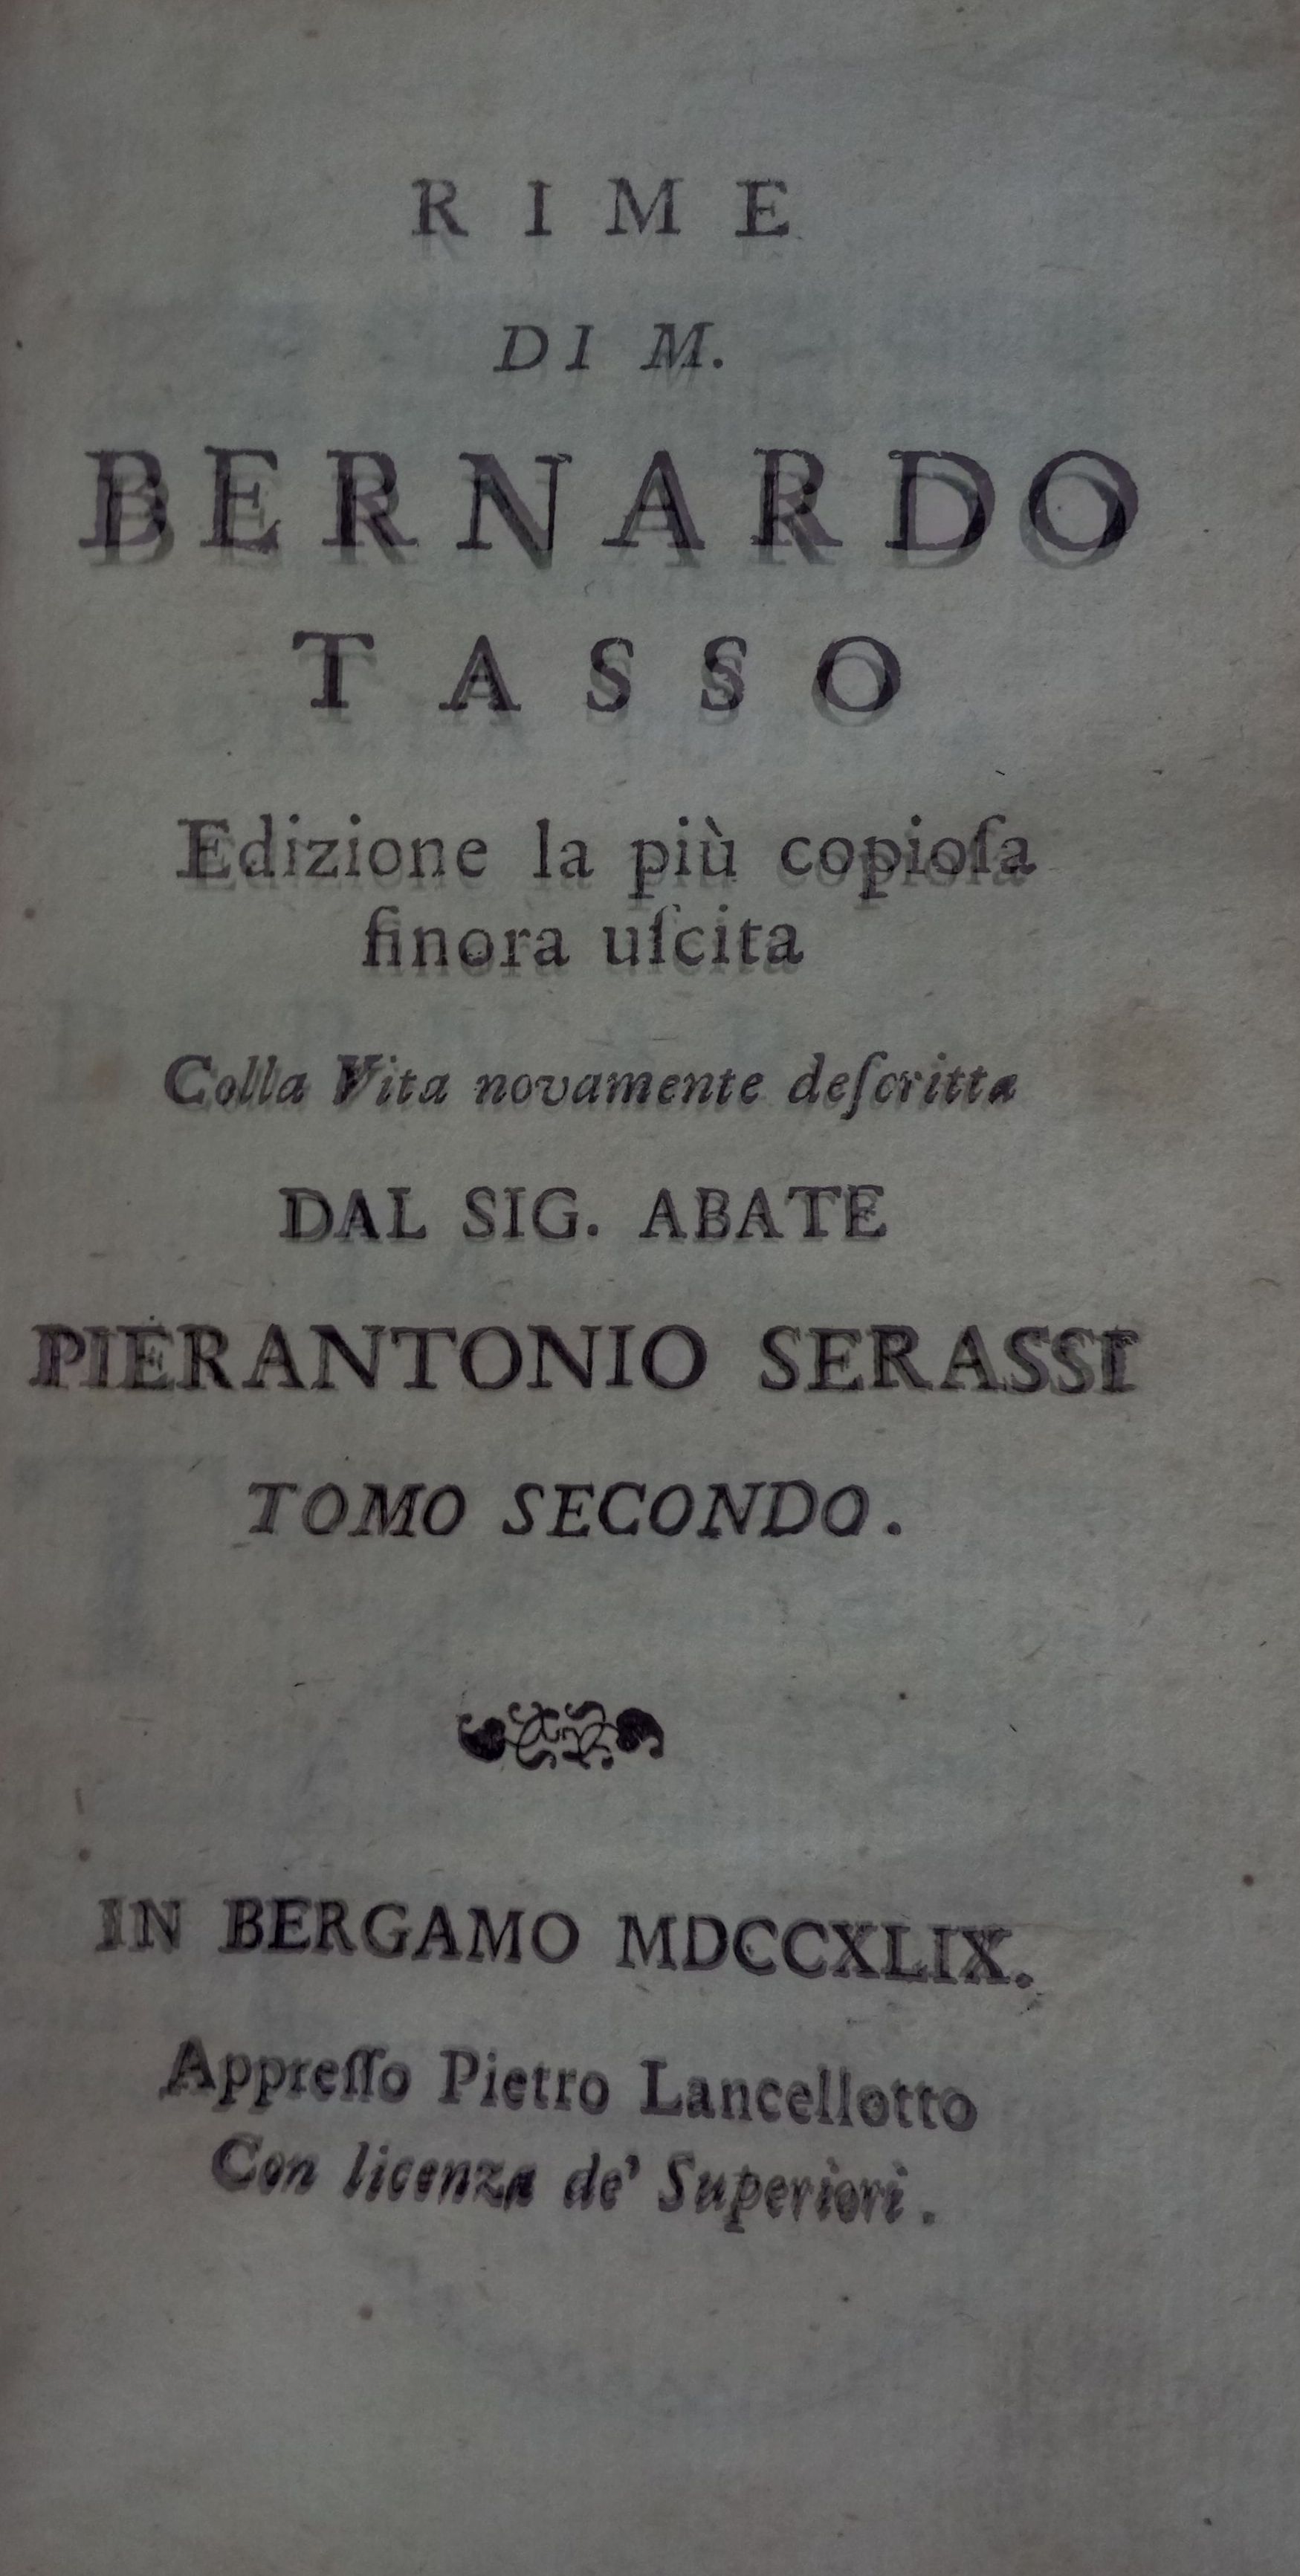 RIME
DI M.
BERNARDO
TASSO
Edizione la più copioſa
finora uſcita
Colla Vita novamente deſcritta
DAL SIG. ABATE
PIERANTONIO SERASSI
TOMO SECONDO.
IN BERGAMO MDCCXLIX.
Appreſſo Pietro Lancellotto
Con licenza de' Superiori.